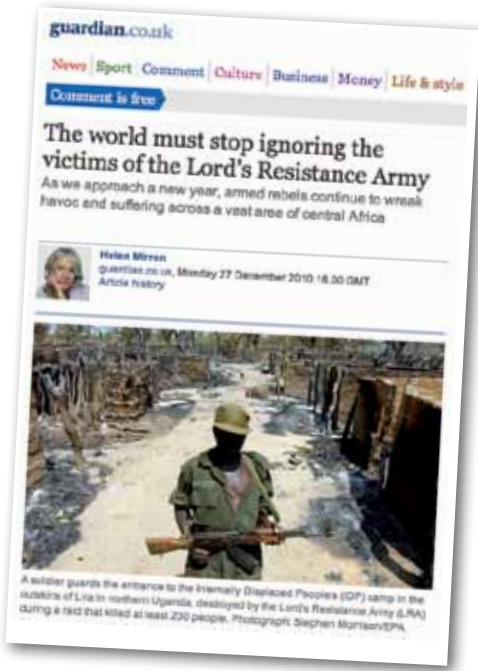 guardian.co.uk
News Sport Comment Culture Business Money Life & style
Comment is free
The world must stop ignoring the
victims of the Lord's Resistance Army
As we approach a new year, armed rebels continue to wreak
havoc and suffering across a vast area of central Africa
Helen Mirren
guardian.co.uk, Monday 27 December 2010 16.00 GMT
Article history
A soldier guards the entrance to the Internally Displaced Peoples (IDP) camp in the
outskirts of Lira in northern Uganda, destroyed by the Lord's Resistance Army (LRA)
during a raid that killed at least 200 people. Photograph: Stephen Morrison/EPA